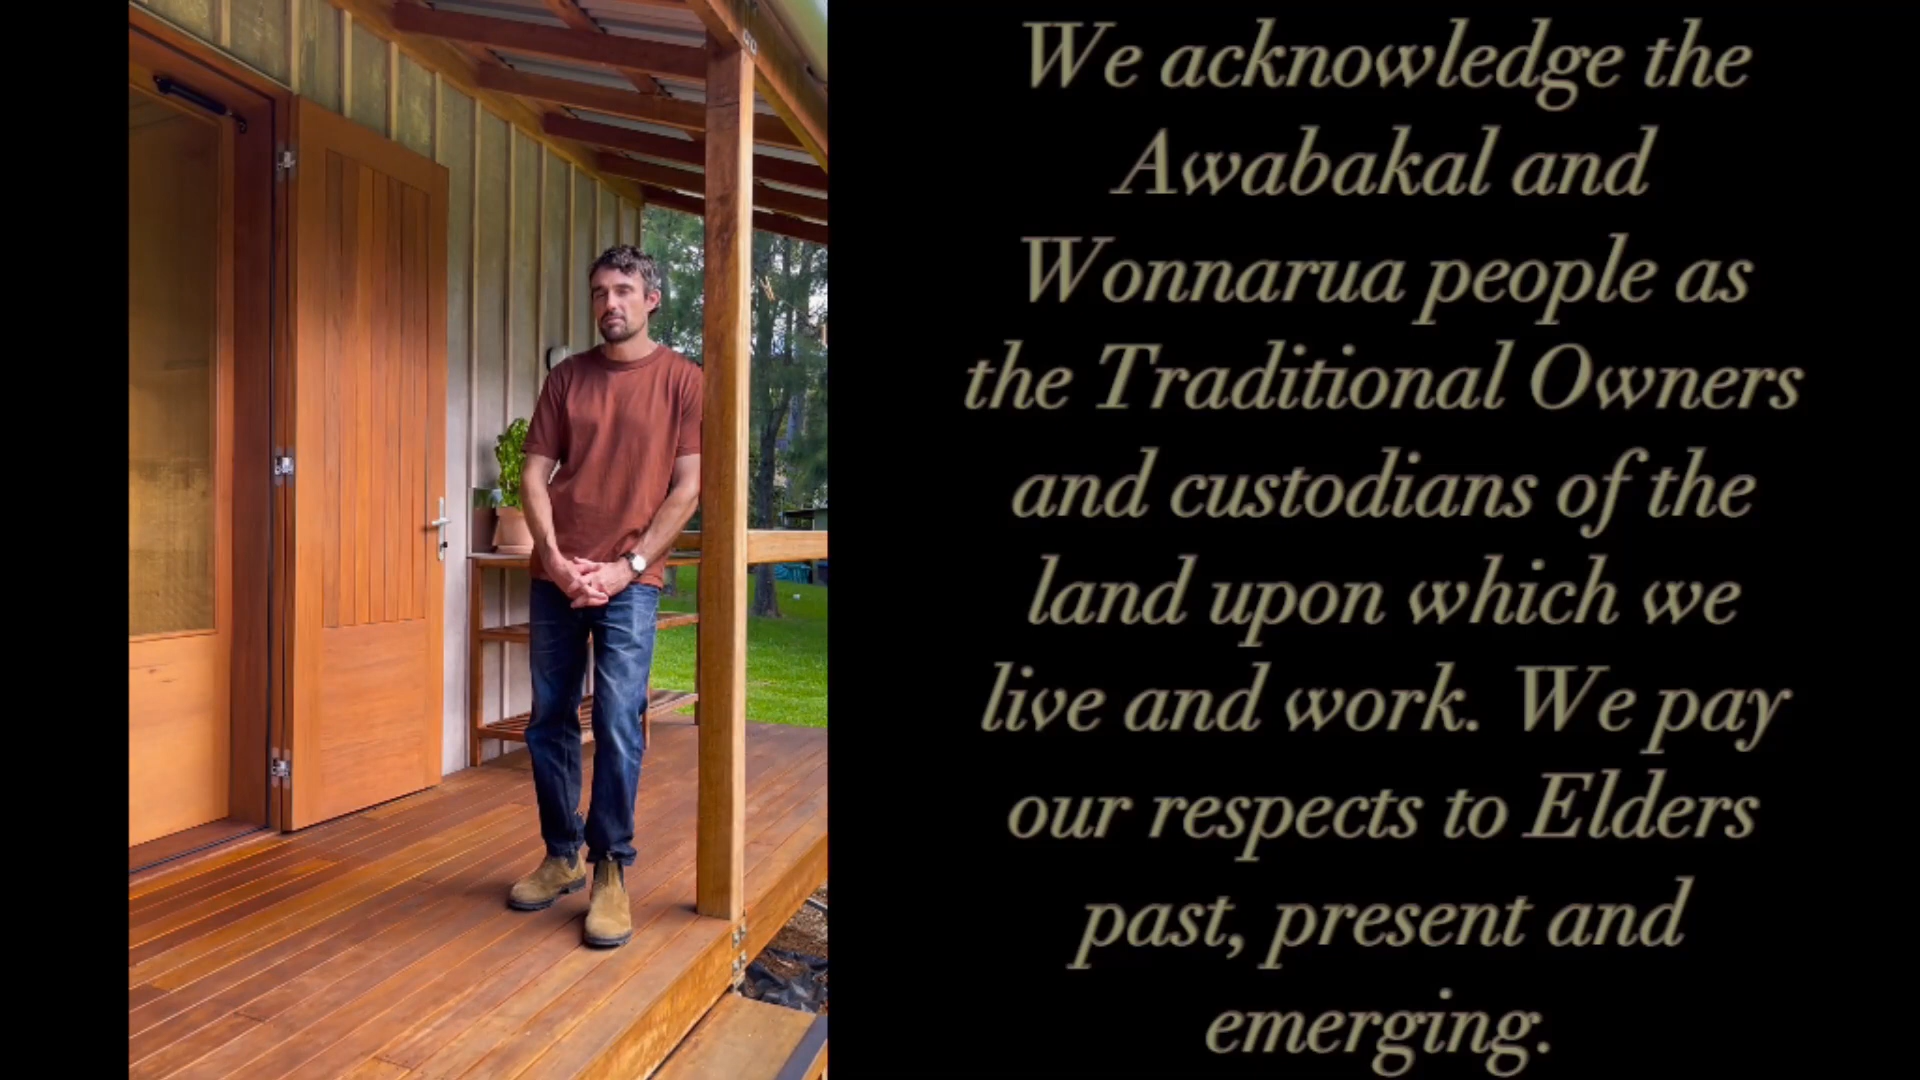 We acknowledge the
Awabakal and
Wonnarua people as
the Traditional Owners
and custodians of the
land upon which we
live and work. We pay
our respects to Elders
past, present and
emerging.